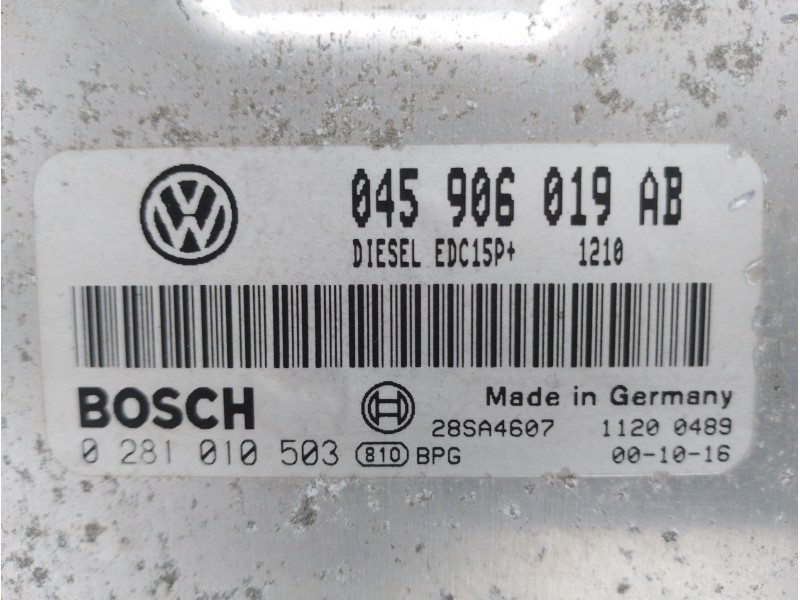 045 906 019 AB
DIESEL EDC15P+ 1210
BOSCH
Made in Germany
28SA4607 1120 0489
0 281 010 503 810 BPG 00-10-16